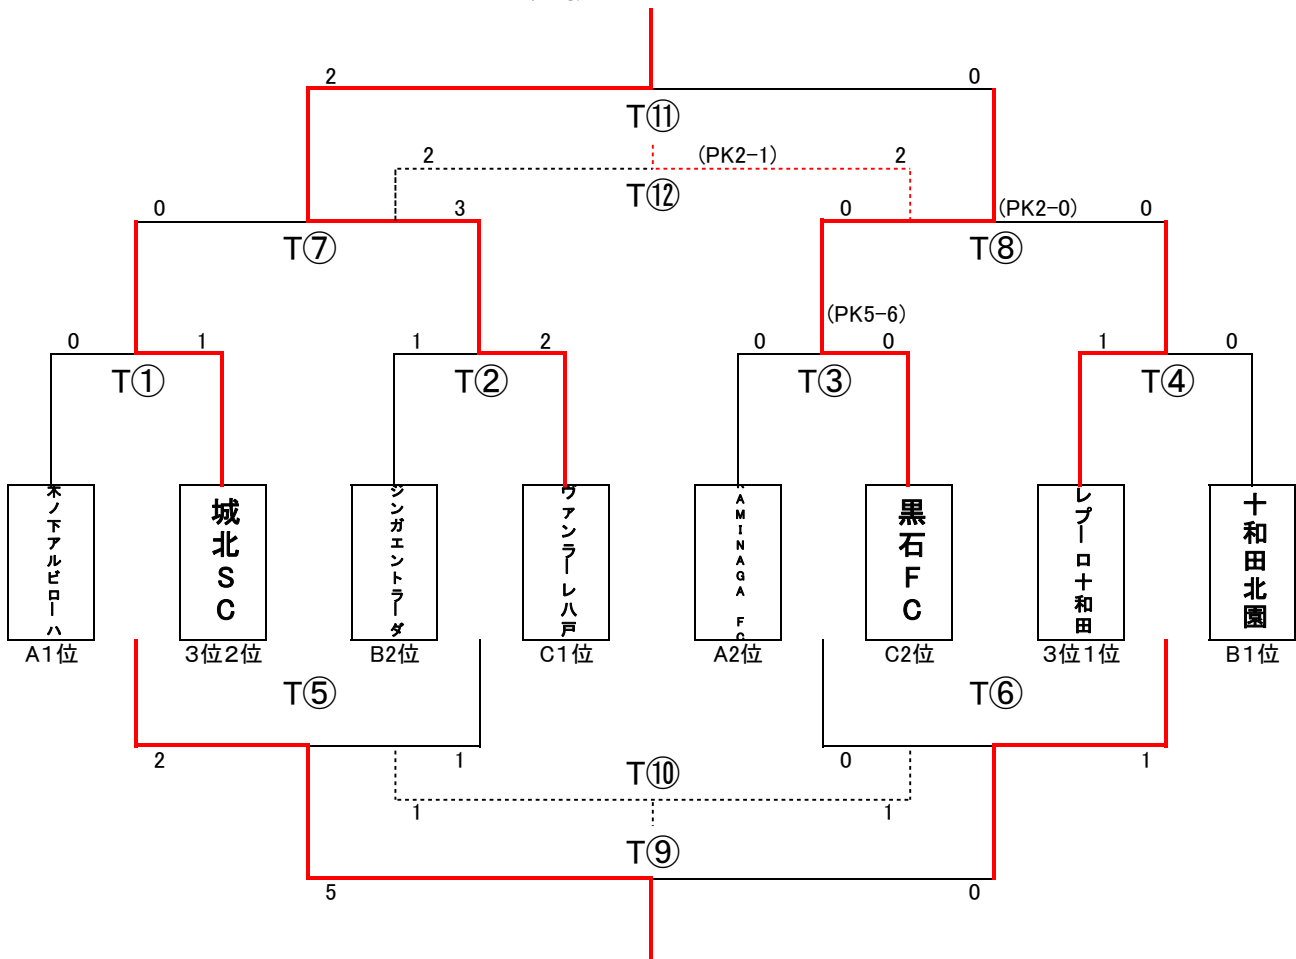 2 0
T⑪
2 (PK2-1) 2
T⑫
0 3 0 (PK2-0) 0
T⑦ T⑧
(PK5-6)
0 1 1 2 0 0 1 0
T① T② T③ T④
木ノ下アルビローハ
城北SC
ジンガエントラーダ
ヴァンラーレ八戸
AMINAGA FC
黒石FC
レプーロ十和田
十和田北園
A1位 3位2位 B2位 C1位 A2位 C2位 3位1位 B1位
T⑤ T⑥
2 1 0 1
T⑩
1 1
T⑨
5 0